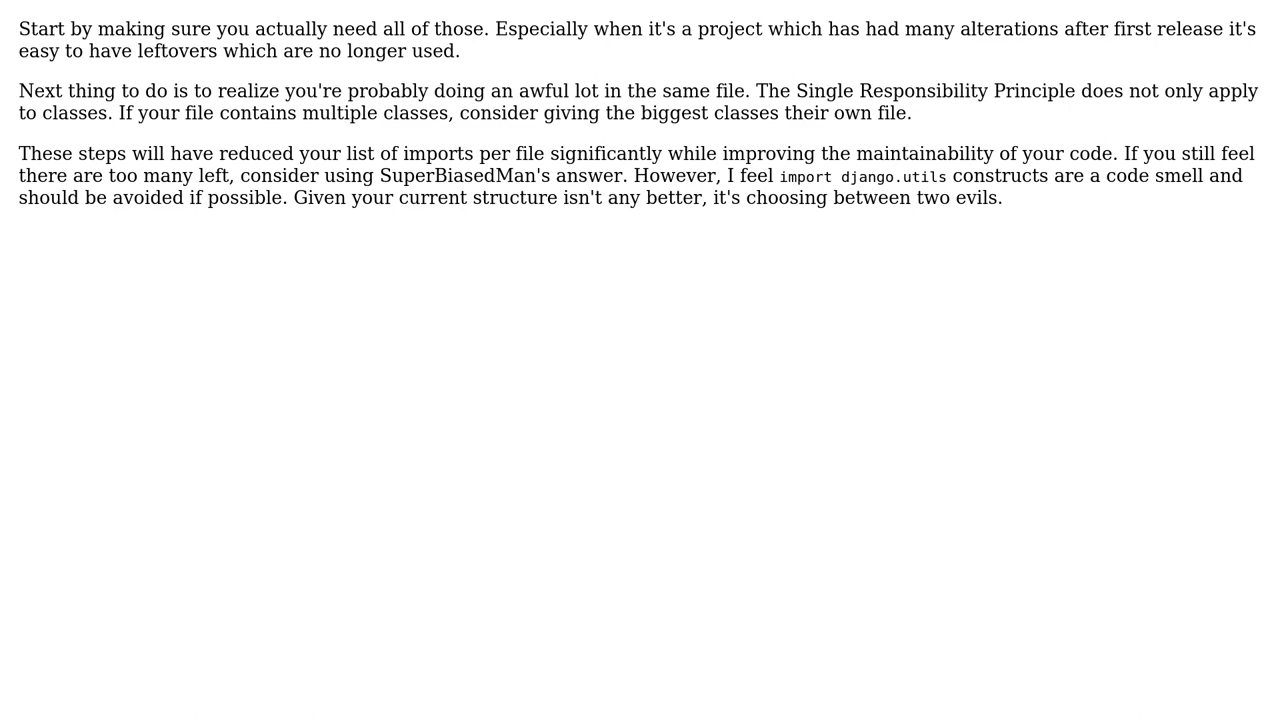 Start by making sure you actually need all of those. Especially when it's a project which has had many alterations after first release it's
easy to have leftovers which are no longer used.
Next thing to do is to realize you're probably doing an awful lot in the same file. The Single Responsibility Principle does not only apply
to classes. If your file contains multiple classes, consider giving the biggest classes their own file.
These steps will have reduced your list of imports per file significantly while improving the maintainability of your code. If you still feel
there are too many left, consider using SuperBiasedMan's answer. However, I feel import django.utils constructs are a code smell and
should be avoided if possible. Given your current structure isn't any better, it's choosing between two evils.